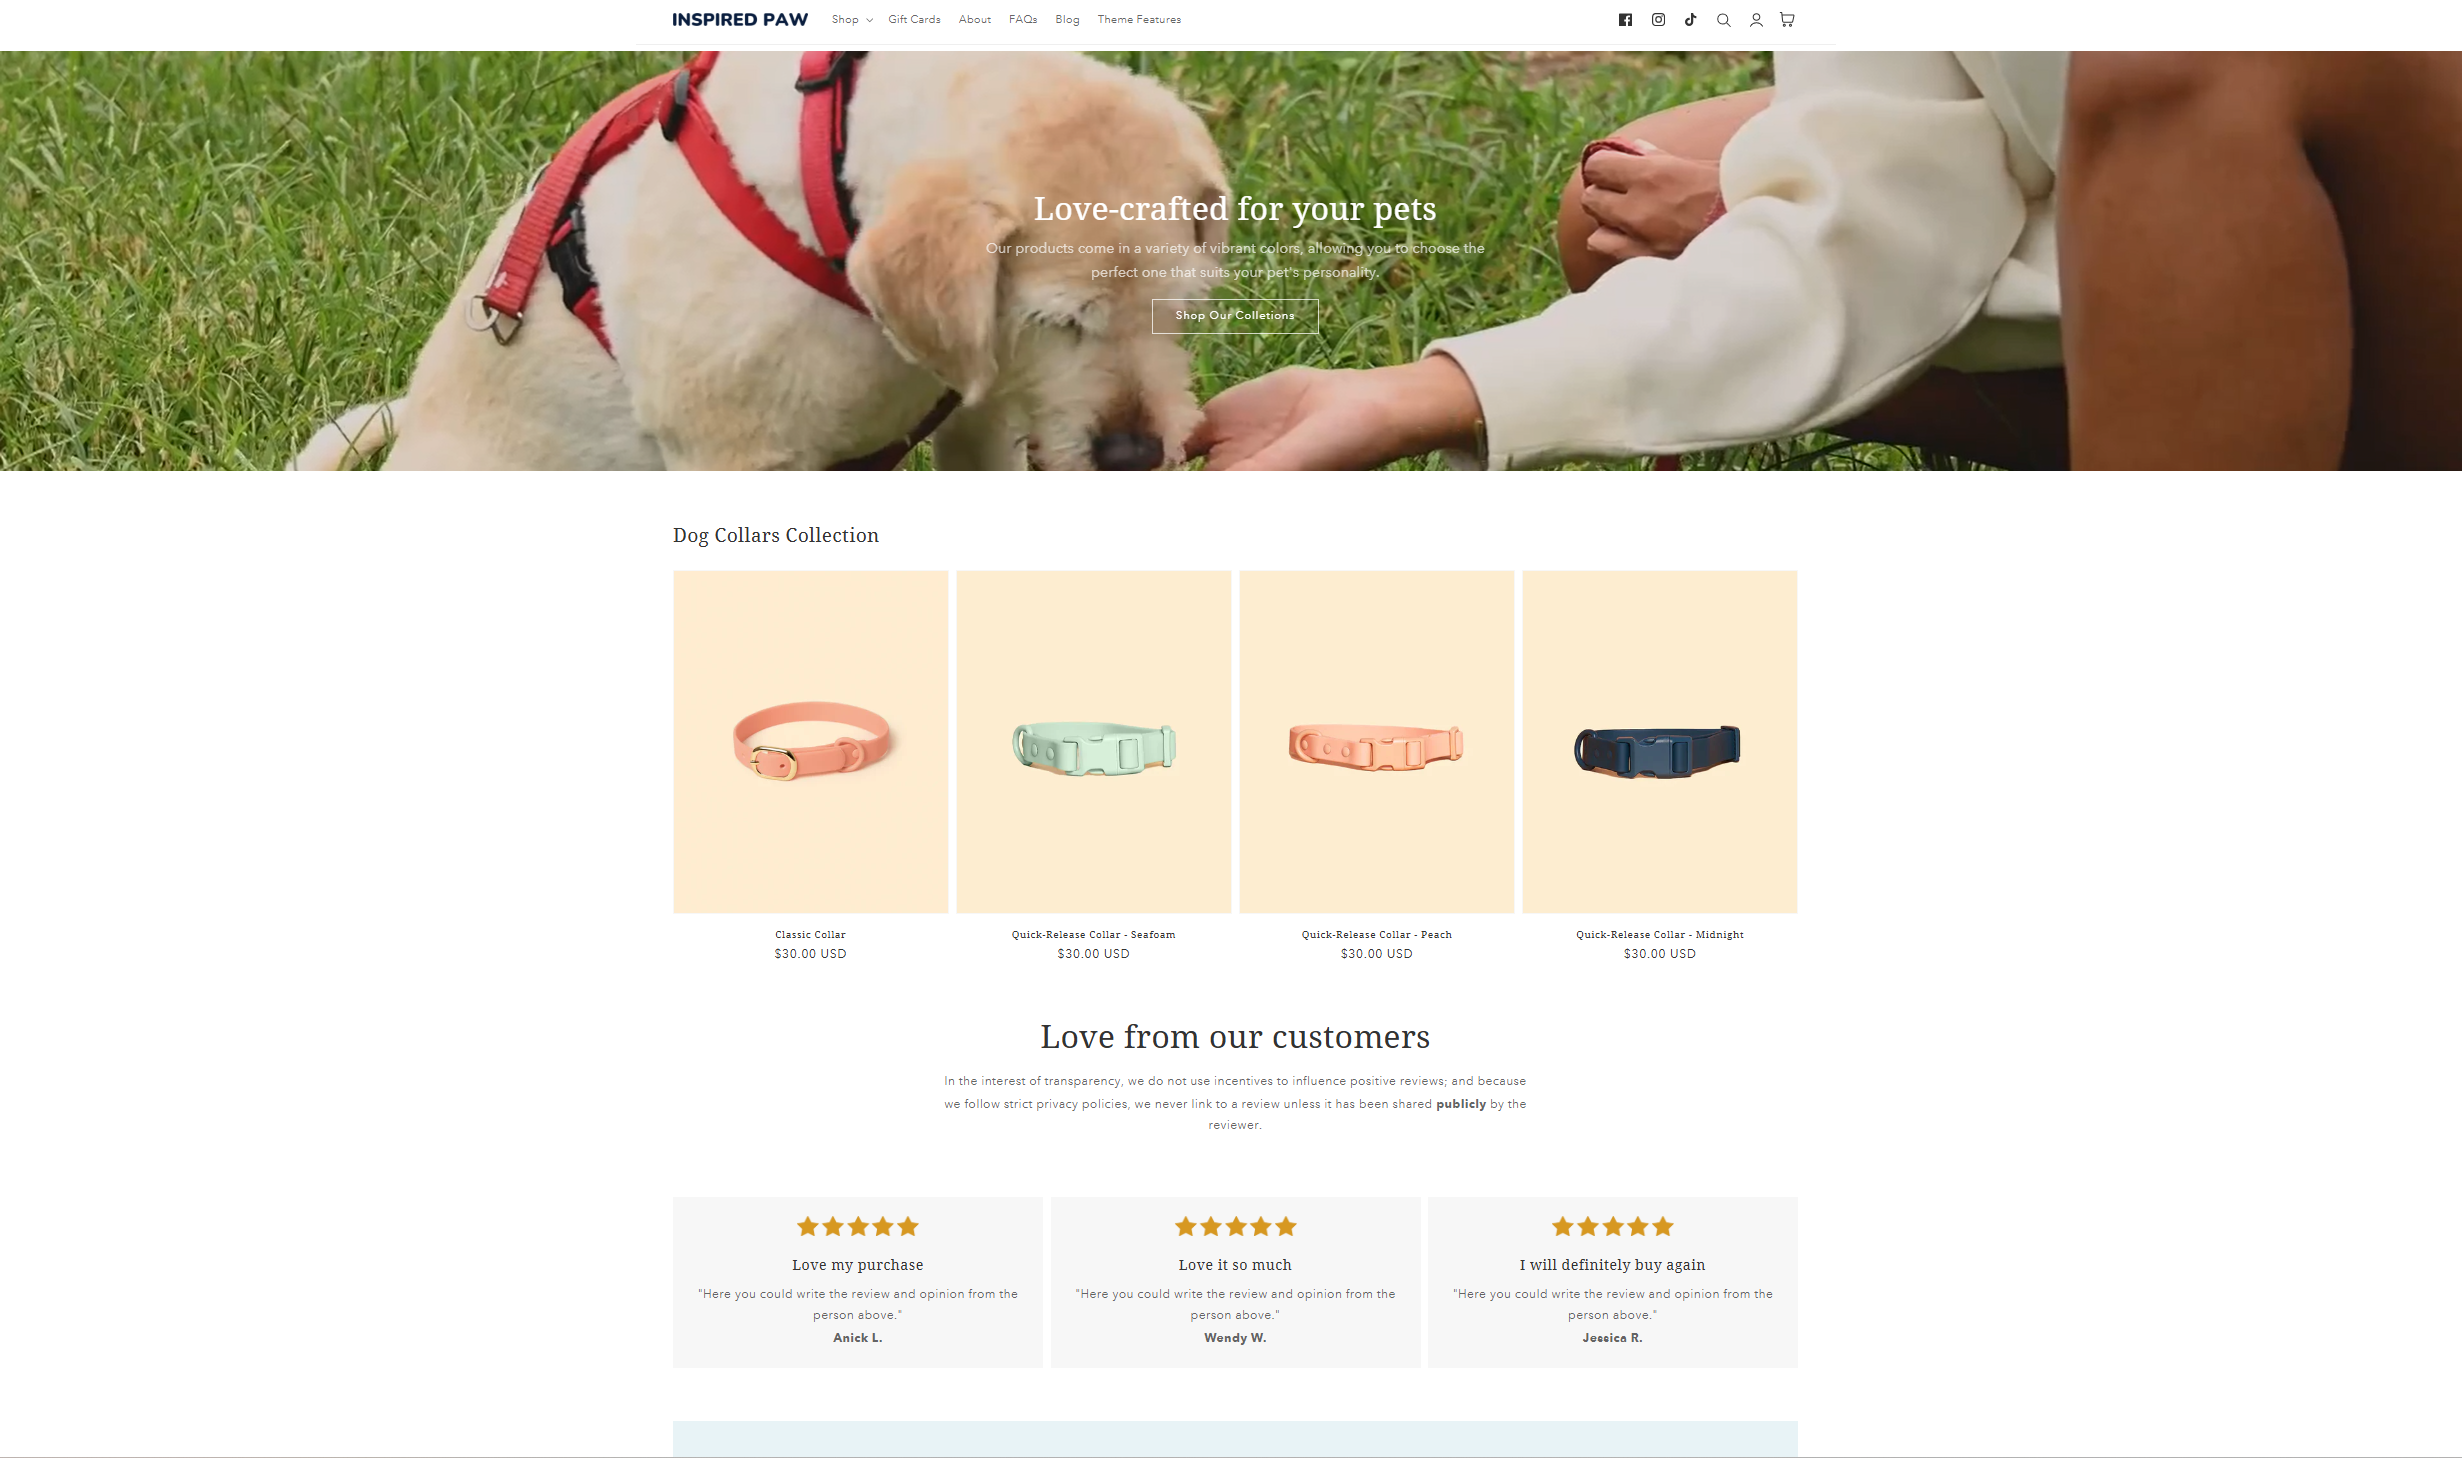 INSPIRED PAW
Shop
Gift Cards
About
FAQs
Blog
Theme Features
Love-crafted for your pets
Our products come in a variety of vibrant colors, allowing you to choose the
perfect one that suits your pet's personality.
Shop Our Colletions
Dog Collars Collection
Classic Collar
$30.00 USD
Quick-Release Collar - Seafoam
$30.00 USD
Quick-Release Collar - Peach
$30.00 USD
Quick-Release Collar - Midnight
$30.00 USD
Love from our customers
In the interest of transparency, we do not use incentives to influence positive reviews; and because
we follow strict privacy policies, we never link to a review unless it has been shared publicly by the
reviewer.
Love my purchase
"Here you could write the review and opinion from the
person above."
Anick L.
Love it so much
"Here you could write the review and opinion from the
person above."
Wendy W.
I will definitely buy again
"Here you could write the review and opinion from the
person above."
Jessica R.